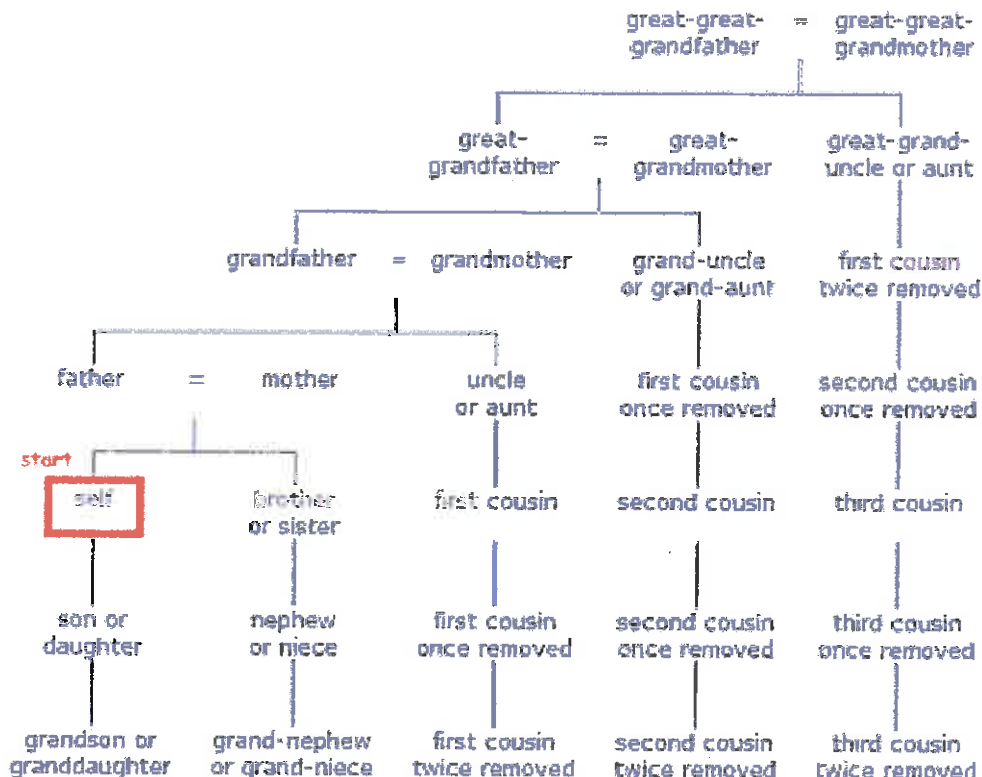 great-great-
grandfather = great-great-
grandmother
great-
grandfather = great-
grandmother great-grand-
uncle or aunt
grandfather = grandmother grand-uncle
or grand-aunt first cousin
twice removed
father = mother uncle
or aunt first cousin
once removed second cousin
once removed
start
self brother
or sister first cousin second cousin third cousin
son or
daughter nephew
or niece first cousin
once removed second cousin
once removed third cousin
once removed
grandson or
granddaughter grand-nephew
or grand-niece first cousin
twice removed second cousin
twice removed third cousin
twice removed